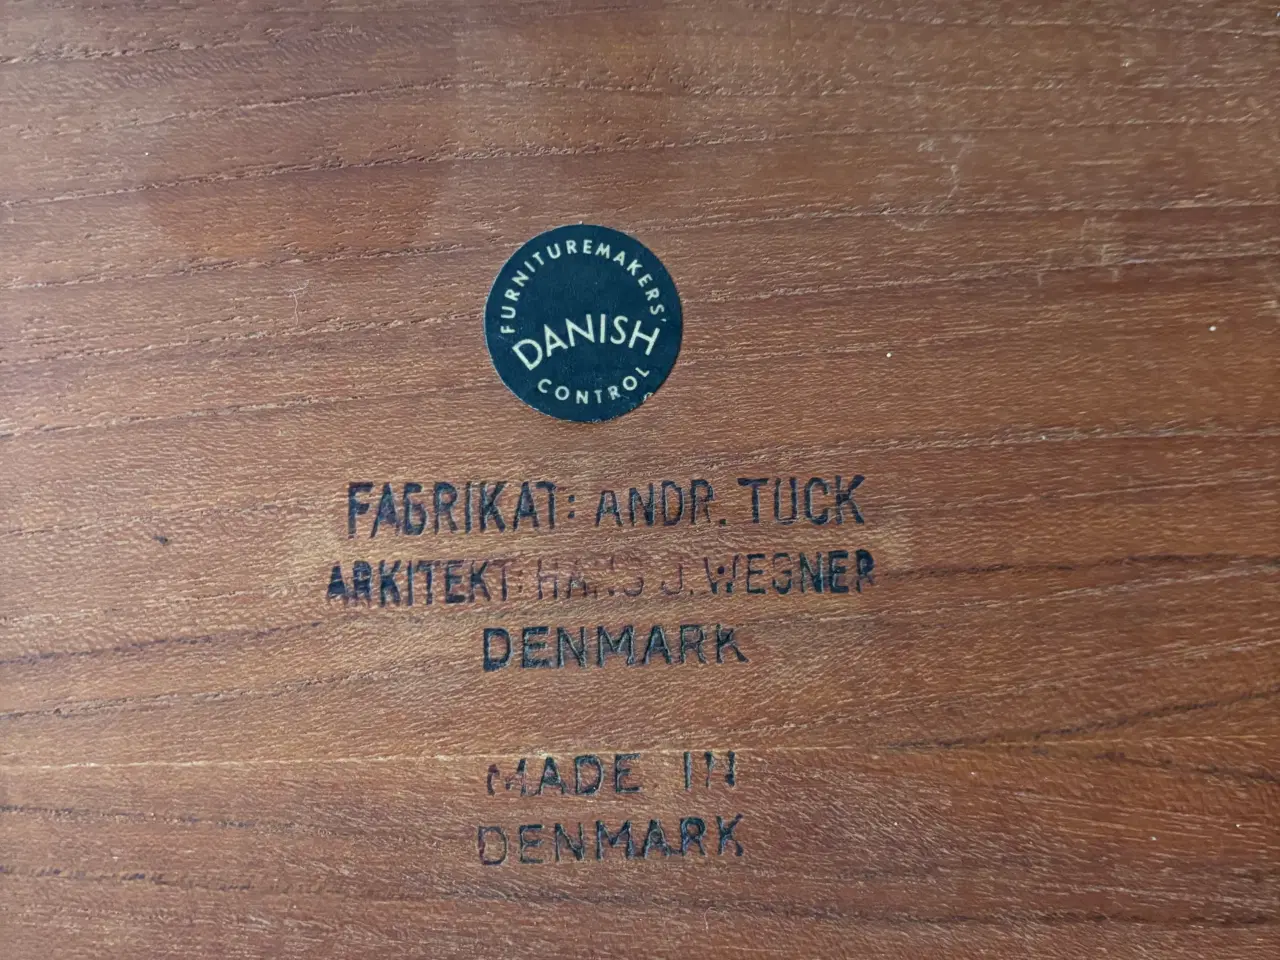 FURNITUREMAKERS'
DANISH
CONTROL
FABRIKAT: ANDR. TUCK
ARKITEKT: HANS J. WEGNER
DENMARK
MADE IN
DENMARK